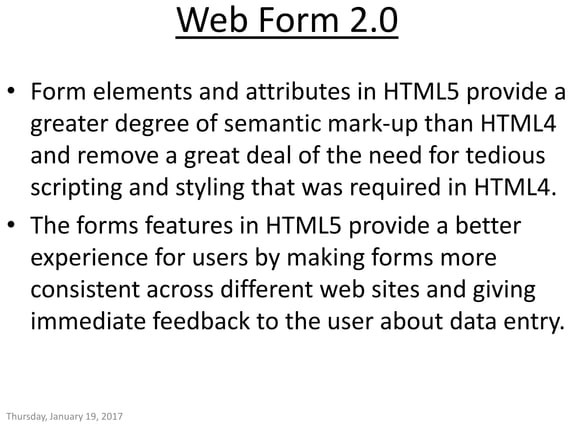 Web Form 2.0
• Form elements and attributes in HTML5 provide a
greater degree of semantic mark-up than HTML4
and remove a great deal of the need for tedious
scripting and styling that was required in HTML4.
• The forms features in HTML5 provide a better
experience for users by making forms more
consistent across different web sites and giving
immediate feedback to the user about data entry.
Thursday, January 19, 2017